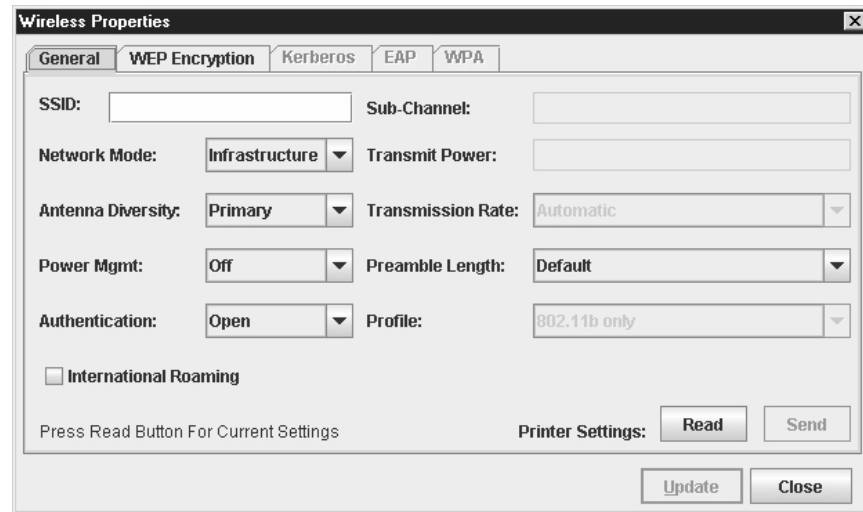 Wireless Properties
General WEP Encryption Kerberos EAP WPA
SSID: Sub-Channel:
Network Mode: Infrastructure Transmit Power:
Antenna Diversity: Primary Transmission Rate: Automatic
Power Mgmt: Off Preamble Length: Default
Authentication: Open Profile: 802.11b only
International Roaming
Press Read Button For Current Settings Printer Settings: Read Send
Update Close